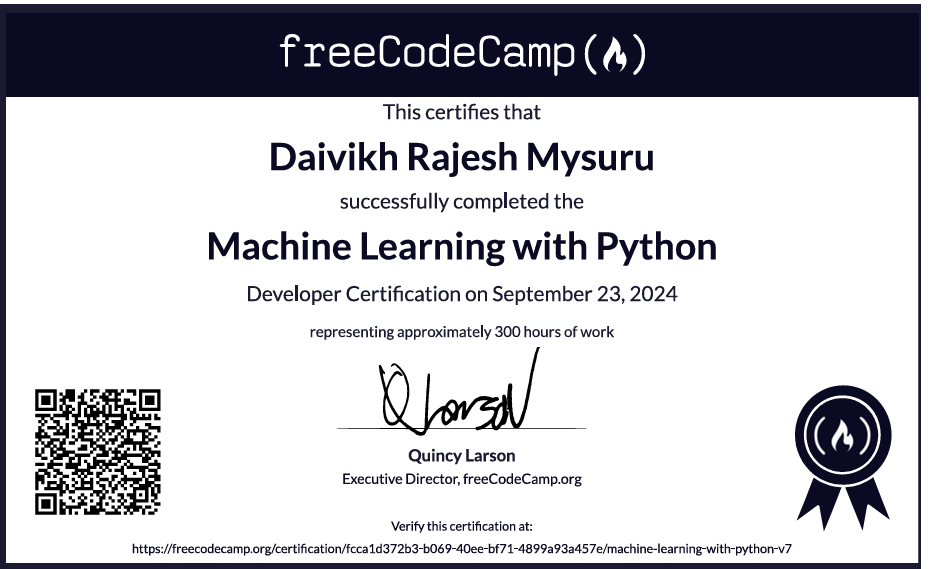 freeCodeCamp
This certifies that
Daivikh Rajesh Mysuru
successfully completed the
Machine Learning with Python
Developer Certification on September 23, 2024
representing approximately 300 hours of work
Q Larson
Quincy Larson
Executive Director, freeCodeCamp.org
Verify this certification at:
https://freecodecamp.org/certification/fcca1d372b3-b069-40ee-bf71-4899a93a457e/machine-learning-with-python-v7